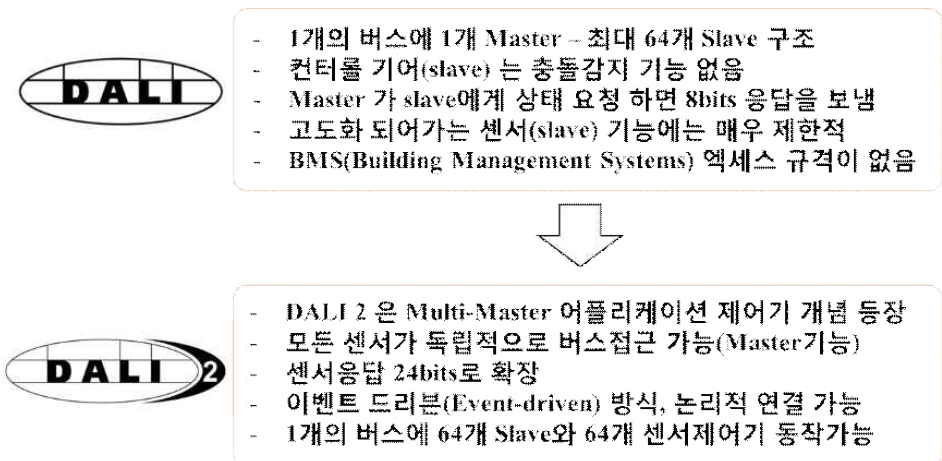 DALI
- 1개의 버스에 1개 Master – 최대 64개 Slave 구조
- 컨터롤 기어(slave) 는 충돌감지 기능 없음
- Master 가 slave에게 상태 요청 하면 8bits 응답을 보냄
- 고도화 되어가는 센서(slave) 기능에는 매우 제한적
- BMS(Building Management Systems) 엑세스 규격이 없음
DALI 2
- DALI 2 은 Multi-Master 어플리케이션 제어기 개념 등장
- 모든 센서가 독립적으로 버스접근 가능(Master기능)
- 센서응답 24bits로 확장
- 이벤트 드리븐(Event-driven) 방식, 논리적 연결 가능
- 1개의 버스에 64개 Slave와 64개 센서제어기 동작가능